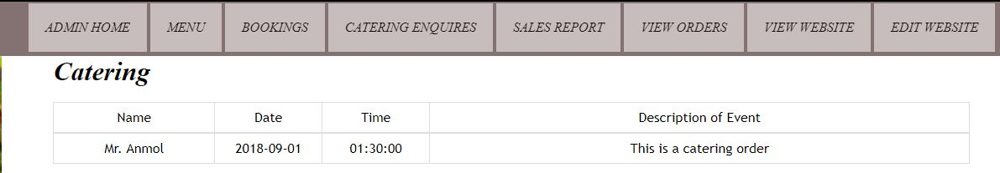 ADMIN HOME MENU BOOKINGS CATERING ENQUIRES SALES REPORT VIEW ORDERS VIEW WEBSITE EDIT WEBSITE
Catering
Name Date Time Description of Event
Mr. Anmol 2018-09-01 01:30:00 This is a catering order